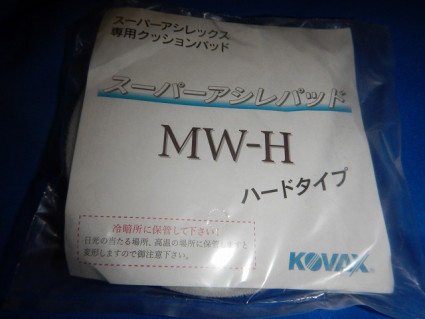 スーパーアシレックス
専用クッションパッド
スーパーアシレパッド
MW-H
ハードタイプ
冷暗所に保管して下さい!
日光の当たる場所、高温の場所に保管しますと
変形しますので御注意下さい。
KOVAX®